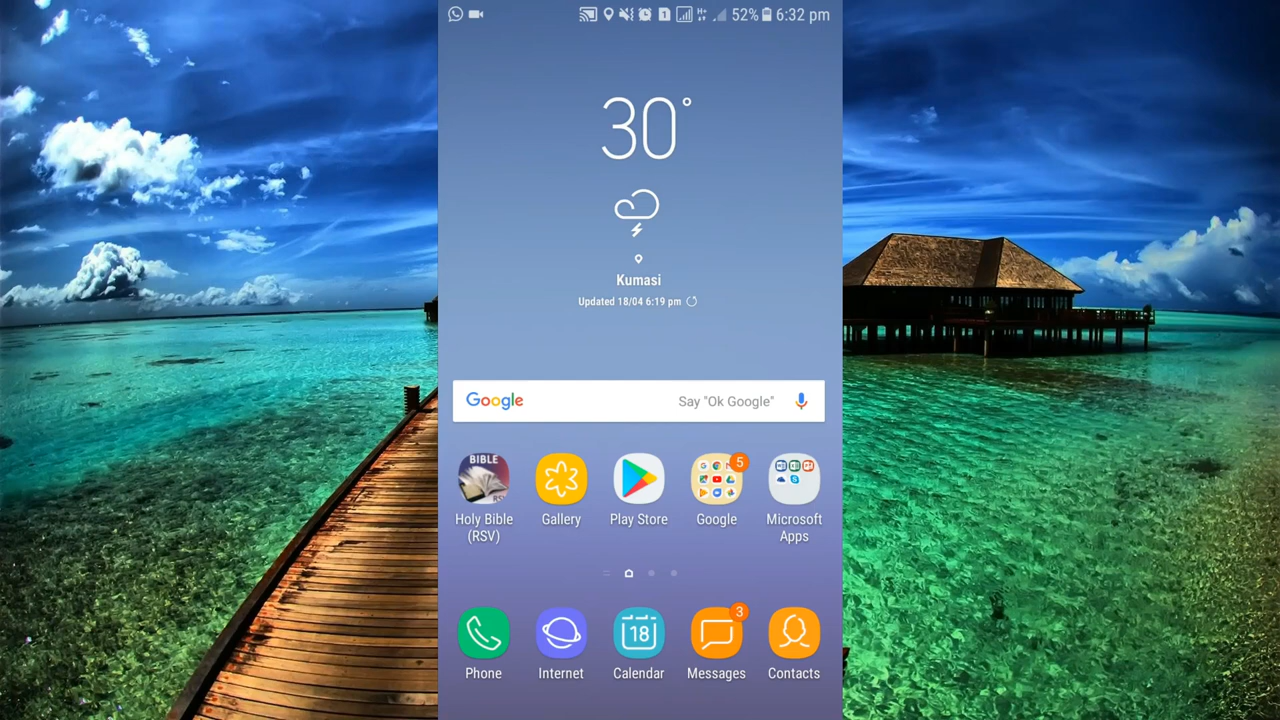 52% 6:32 pm
30°
Kumasi
Updated 18/04 6:19 pm
Google Say "Ok Google"
BIBLE
RSV
5
Holy Bible
(RSV)
Gallery
Play Store
Google
Microsoft
Apps
18
3
Phone
Internet
Calendar
Messages
Contacts